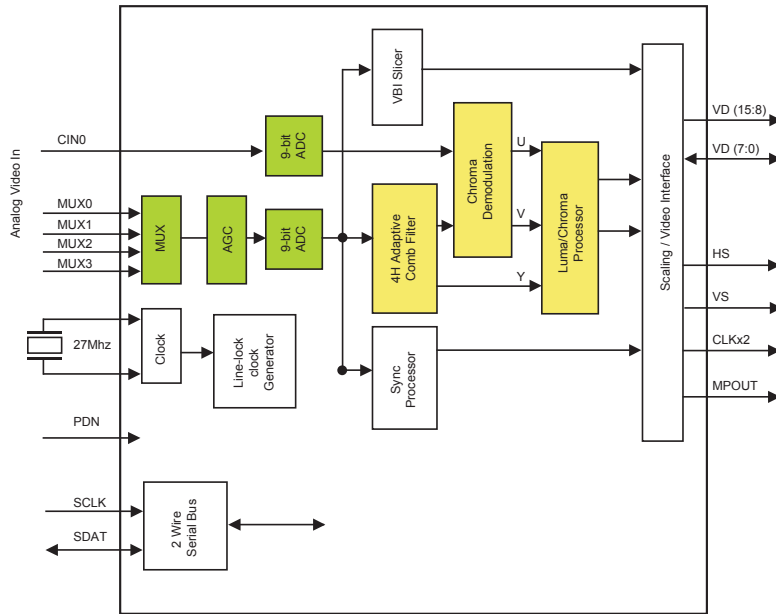 Analog Video In
CIN0
MUX0
MUX1
MUX2
MUX3
27Mhz
PDN
SCLK
SDAT
9-bit
ADC
MUX
AGC
9-bit
ADC
Clock
Line-lock
clock
Generator
2 Wire
Serial Bus
VBI Slicer
4H Adaptive
Comb Filter
Sync
Processor
Chroma
Demodulation
U
V
Y
Luma/Chroma
Processor
Scaling / Video Interface
VD (15:8)
VD (7:0)
HS
VS
CLKx2
MPOUT